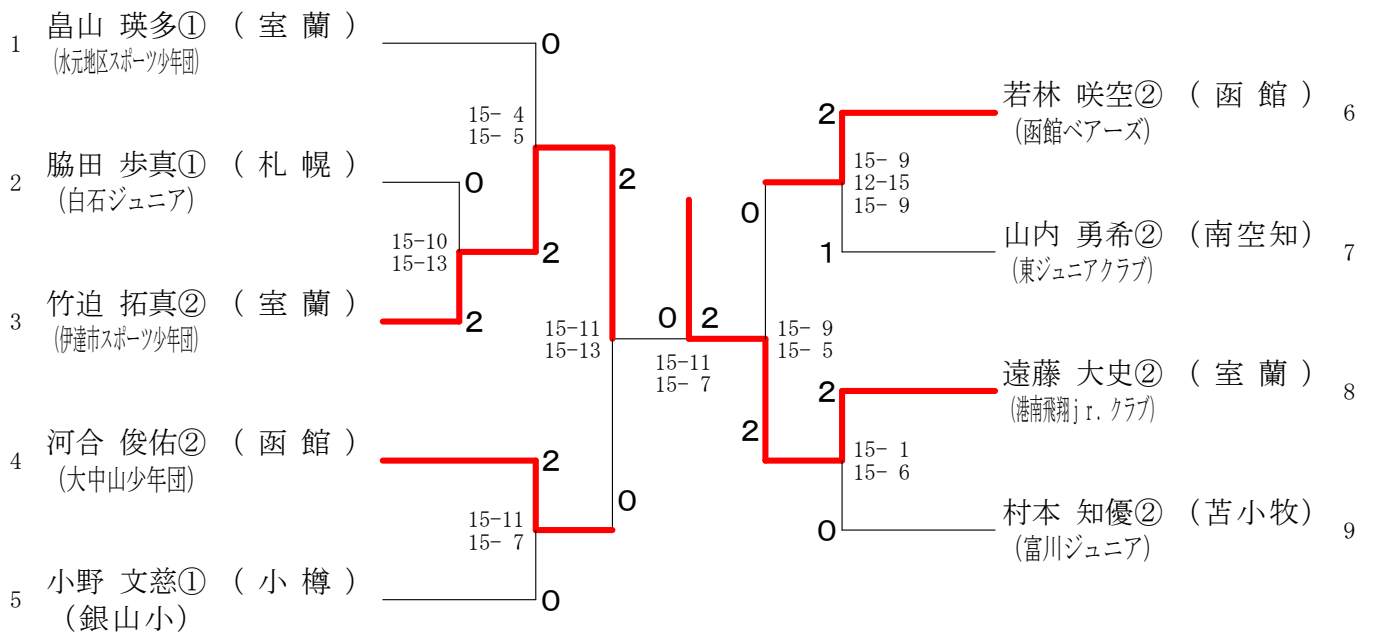 1 畠山 瑛多① ( 室 蘭 )
(水元地区スポーツ少年団)
0
15- 4
15- 5
2 脇田 歩真① ( 札 幌 )
(白石ジュニア)
0
2
15-10
15-13
2
3 竹迫 拓真② ( 室 蘭 )
(伊達市スポーツ少年団)
2
15-11
15-13
4 河合 俊佑② ( 函 館 )
(大中山少年団)
2
0
15-11
15- 7
5 小野 文慈① ( 小 樽 )
(銀山小)
0
0 2
15-11
15- 7
若林 咲空② ( 函 館 ) 6
(函館ベアーズ)
2
15- 9
12-15
15- 9
0
山内 勇希② (南空知) 7
(東ジュニアクラブ)
1
15- 9
15- 5
遠藤 大史② ( 室 蘭 ) 8
(港南飛翔jr.クラブ)
2
2
15- 1
15- 6
村本 知優② (苫小牧) 9
(富川ジュニア)
0